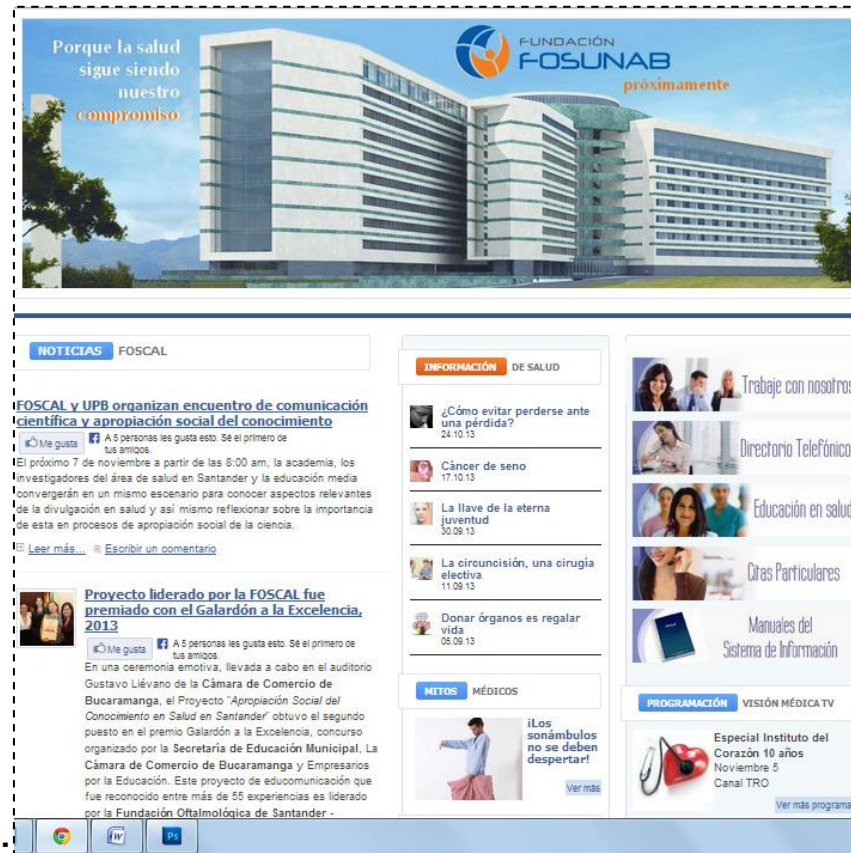 Porque la salud
sigue siendo
nuestro
compromiso
FUNDACIÓN
FOSUNAB
próximamente
NOTICIAS FOSCAL
FOSCAL y UPB organizan encuentro de comunicación
científica y apropiación social del conocimiento
Me gusta A 5 personas les gusta esto. Sé el primero de
tus amigos.
El próximo 7 de noviembre a partir de las 8:00 am, la academia, los
investigadores del área de salud en Santander y la educación media
convergerán en un mismo escenario para conocer aspectos relevantes
de la divulgación en salud y así mismo reflexionar sobre la importancia
de esta en procesos de apropiación social de la ciencia.
Leer más... Escribir un comentario
Proyecto liderado por la FOSCAL fue
premiado con el Galardón a la Excelencia,
2013
Me gusta A 5 personas les gusta esto. Sé el primero de
tus amigos.
En una ceremonia emotiva, llevada a cabo en el auditorio
Gustavo Liévano de la Cámara de Comercio de
Bucaramanga, el Proyecto "Apropiación Social del
Conocimiento en Salud en Santander" obtuvo el segundo
puesto en el premio Galardón a la Excelencia, concurso
organizado por la Secretaría de Educación Municipal, La
Cámara de Comercio de Bucaramanga y Empresarios
por la Educación. Este proyecto de educomunicación que
fue reconocido entre más de 55 experiencias es liderado
por la Fundación Oftalmológica de Santander -
INFORMACIÓN DE SALUD
¿Cómo evitar perderse ante
una pérdida?
24.10.13
Cáncer de seno
17.10.13
La llave de la eterna
juventud
30.09.13
La circuncisión, una cirugía
electiva
11.09.13
Donar órganos es regalar
vida
05.09.13
MITOS MÉDICOS
¡Los
sonámbulos
no se deben
despertar!
Ver más
Trabaje con nosotros
Directorio Telefónico
Educación en salud
Citas Particulares
Manuales del
Sistema de Información
PROGRAMACIÓN VISIÓN MÉDICA TV
Especial Instituto del
Corazón 10 años
Noviembre 5
Canal TRO
Ver más programa
W
Ps